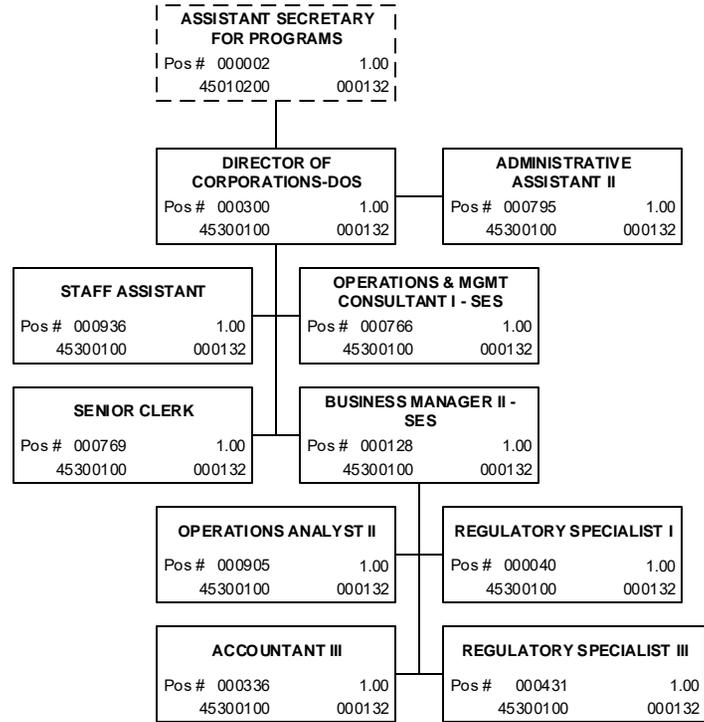 ASSISTANT SECRETARY
FOR PROGRAMS
Pos # 000002 1.00
45010200 000132
DIRECTOR OF
CORPORATIONS-DOS
Pos # 000300 1.00
45300100 000132
ADMINISTRATIVE
ASSISTANT II
Pos # 000795 1.00
45300100 000132
STAFF ASSISTANT
Pos # 000936 1.00
45300100 000132
OPERATIONS & MGMT
CONSULTANT I - SES
Pos # 000766 1.00
45300100 000132
SENIOR CLERK
Pos # 000769 1.00
45300100 000132
BUSINESS MANAGER II -
SES
Pos # 000128 1.00
45300100 000132
OPERATIONS ANALYST II
Pos # 000905 1.00
45300100 000132
REGULATORY SPECIALIST I
Pos # 000040 1.00
45300100 000132
ACCOUNTANT III
Pos # 000336 1.00
45300100 000132
REGULATORY SPECIALIST III
Pos # 000431 1.00
45300100 000132